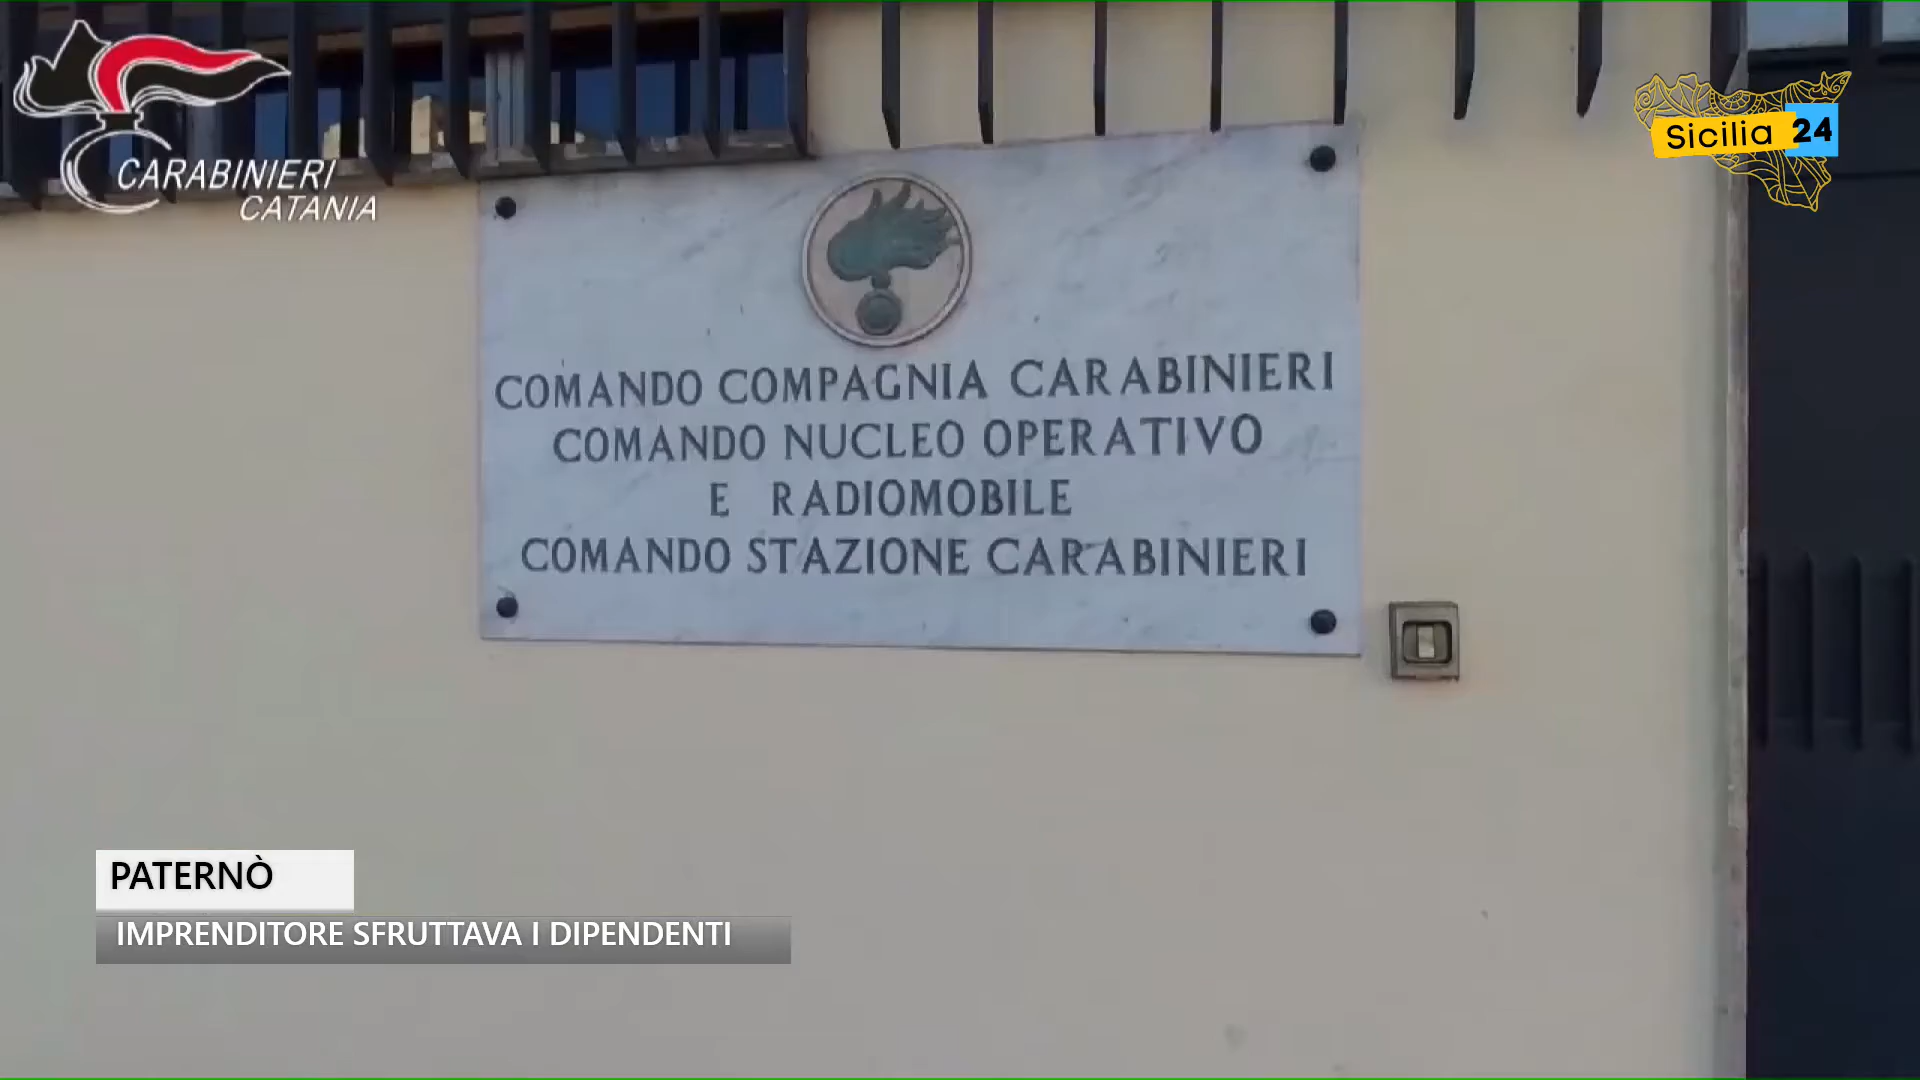 CARABINIERI
CATANIA
Sicilia 24
COMANDO COMPAGNIA CARABINIERI
COMANDO NUCLEO OPERATIVO
E RADIOMOBILE
COMANDO STAZIONE CARABINIERI
PATERNÒ
IMPRENDITORE SFRUTTAVA I DIPENDENTI